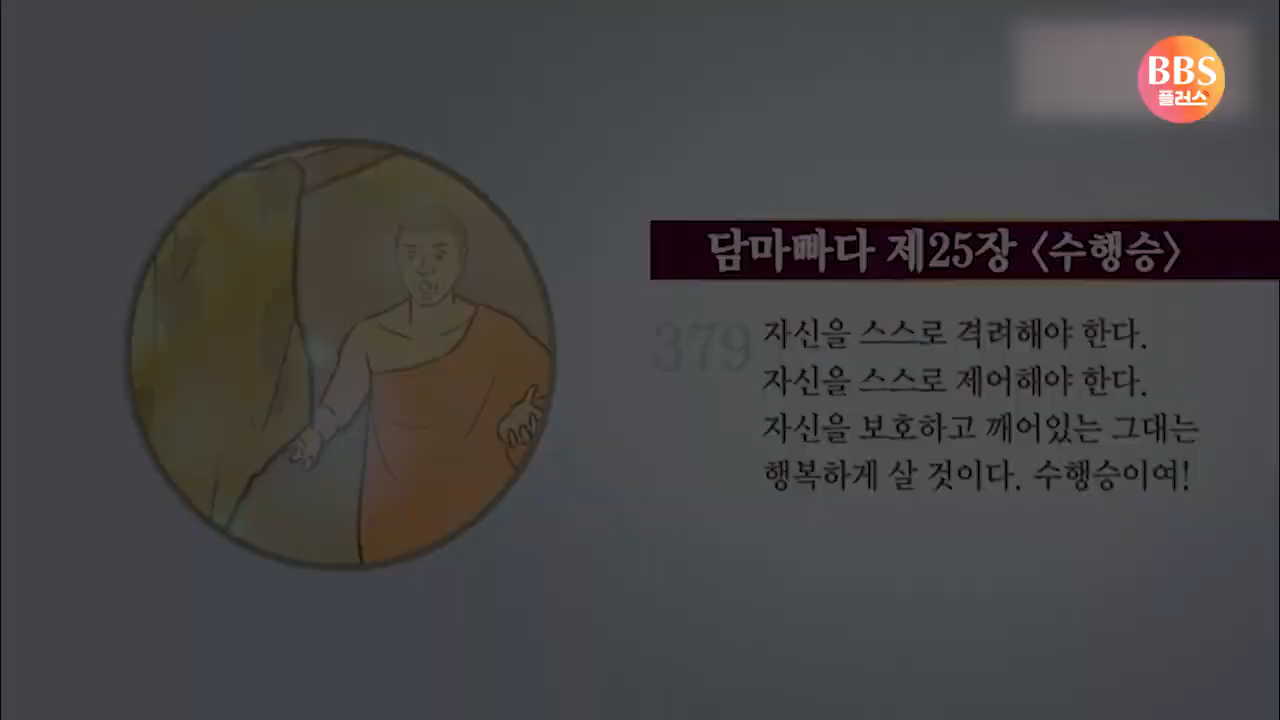 BBS
플러스
담마빠다 제25장 〈수행승〉
379
자신을 스스로 격려해야 한다.
자신을 스스로 제어해야 한다.
자신을 보호하고 깨어있는 그대는
행복하게 살 것이다. 수행승이여!